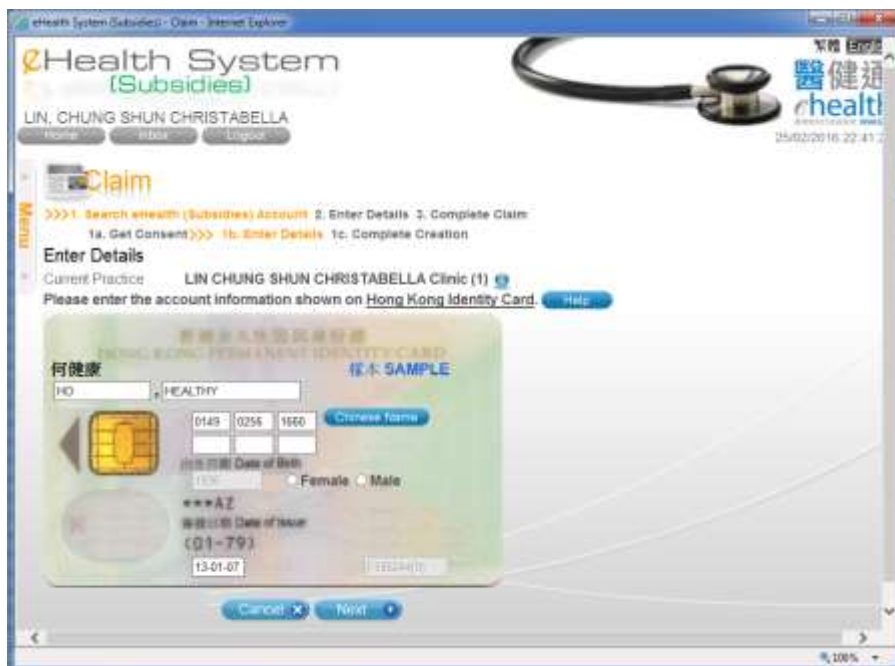 eHealth System (Subsidies) - Claim - Internet Explorer
繁體 English
eHealth System
(Subsidies)
醫健通
ehealth
LIN, CHUNG SHUN CHRISTABELLA
Home Inbox Logout
25/02/2016 22:41:2
Menu
Claim
>>>1. Search eHealth (Subsidies) Account 2. Enter Details 3. Complete Claim
1a. Get Consent>>> 1b. Enter Details 1c. Complete Creation
Enter Details
Current Practice LIN CHUNG SHUN CHRISTABELLA Clinic (1)
Please enter the account information shown on Hong Kong Identity Card. Help
香港永久性居民身份證
HONG KONG PERMANENT IDENTITY CARD
何健康 樣本 SAMPLE
HO , HEALTHY
0149 0256 1660 Chinese Name
出生日期 Date of Birth
1936 Female Male
***AZ
簽發日期 Date of Issue
(01-79)
13-01-07
Cancel Next
100%